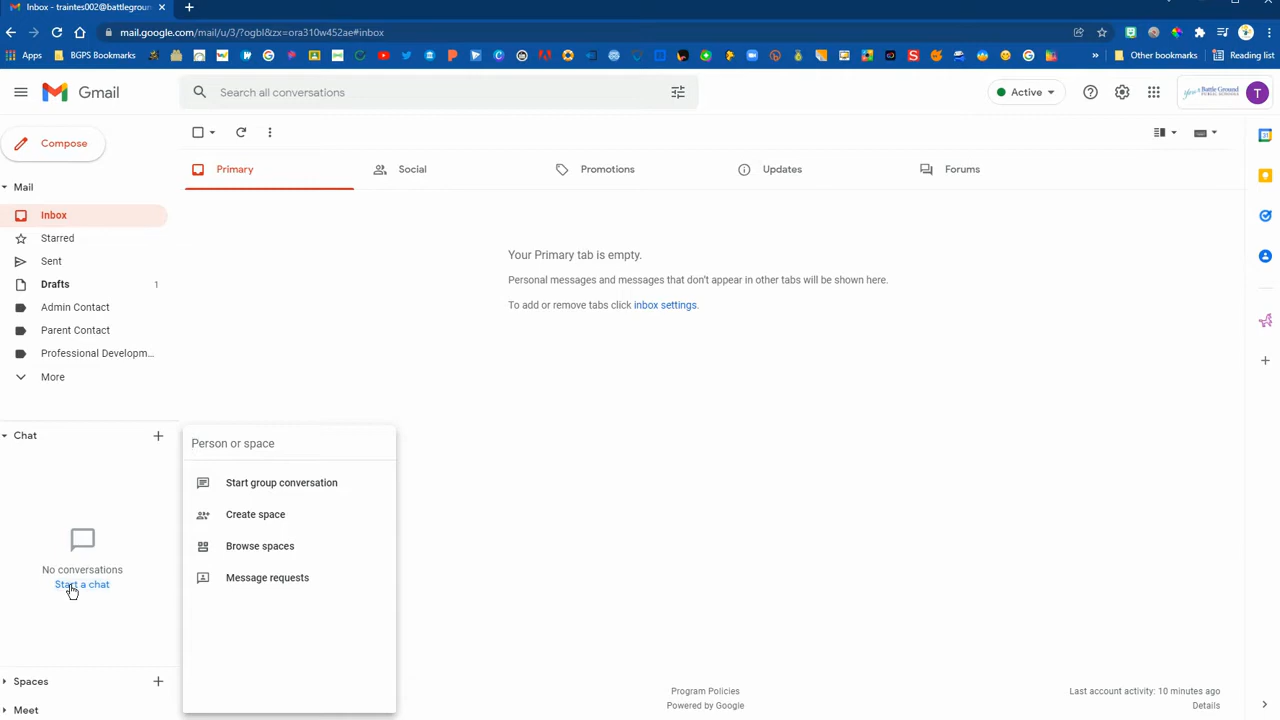 Inbox - traintes002@battleground
mail.google.com/mail/u/3/?ogbl&zx=ora310w452ae#inbox
Apps
BGPS Bookmarks
Other bookmarks
Reading list
Gmail
Search all conversations
Active
Battle Ground
T
Compose
Mail
Inbox
Starred
Sent
Drafts 1
Admin Contact
Parent Contact
Professional Developm...
More
Primary
Social
Promotions
Updates
Forums
Your Primary tab is empty.
Personal messages and messages that don't appear in other tabs will be shown here.
To add or remove tabs click inbox settings.
Chat
No conversations
Start a chat
Person or space
Start group conversation
Create space
Browse spaces
Message requests
Spaces
Meet
Program Policies
Powered by Google
Last account activity: 10 minutes ago
Details